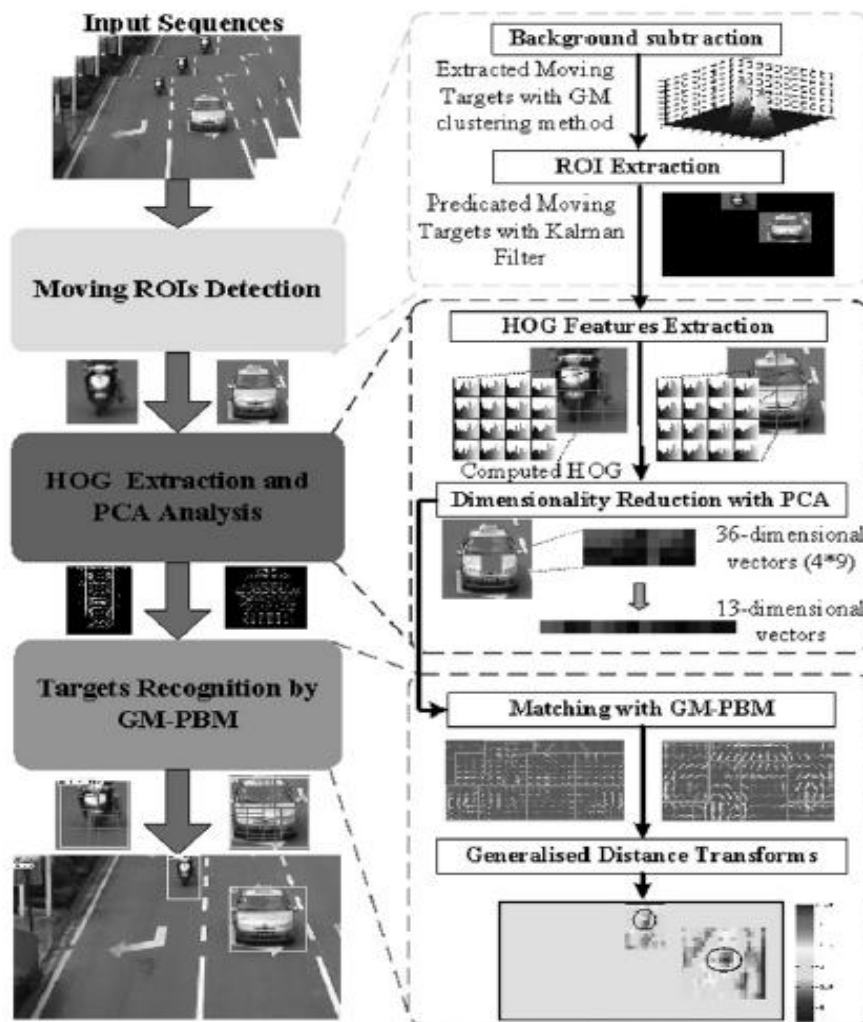 Input Sequences
Moving ROIs Detection
HOG Extraction and
PCA Analysis
Targets Recognition by
GM-PBM
Background subtraction
Extracted Moving
Targets with GM
clustering method
ROI Extraction
Predicated Moving
Targets with Kalman
Filter
HOG Features Extraction
Computed HOG
Dimensionality Reduction with PCA
36-dimensional
vectors (4*9)
13-dimensional
vectors
Matching with GM-PBM
Generalised Distance Transforms